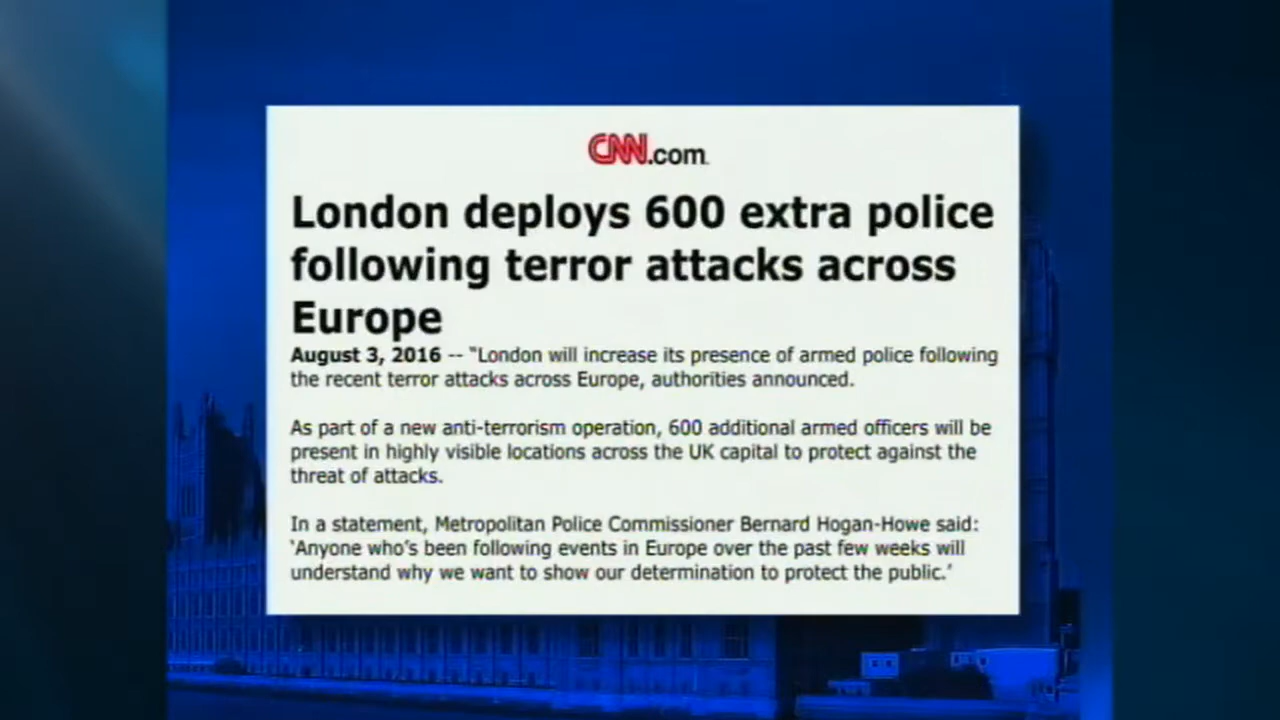 CNN.com
London deploys 600 extra police
following terror attacks across
Europe
August 3, 2016 -- “London will increase its presence of armed police following
the recent terror attacks across Europe, authorities announced.
As part of a new anti-terrorism operation, 600 additional armed officers will be
present in highly visible locations across the UK capital to protect against the
threat of attacks.
In a statement, Metropolitan Police Commissioner Bernard Hogan-Howe said:
‘Anyone who’s been following events in Europe over the past few weeks will
understand why we want to show our determination to protect the public.’